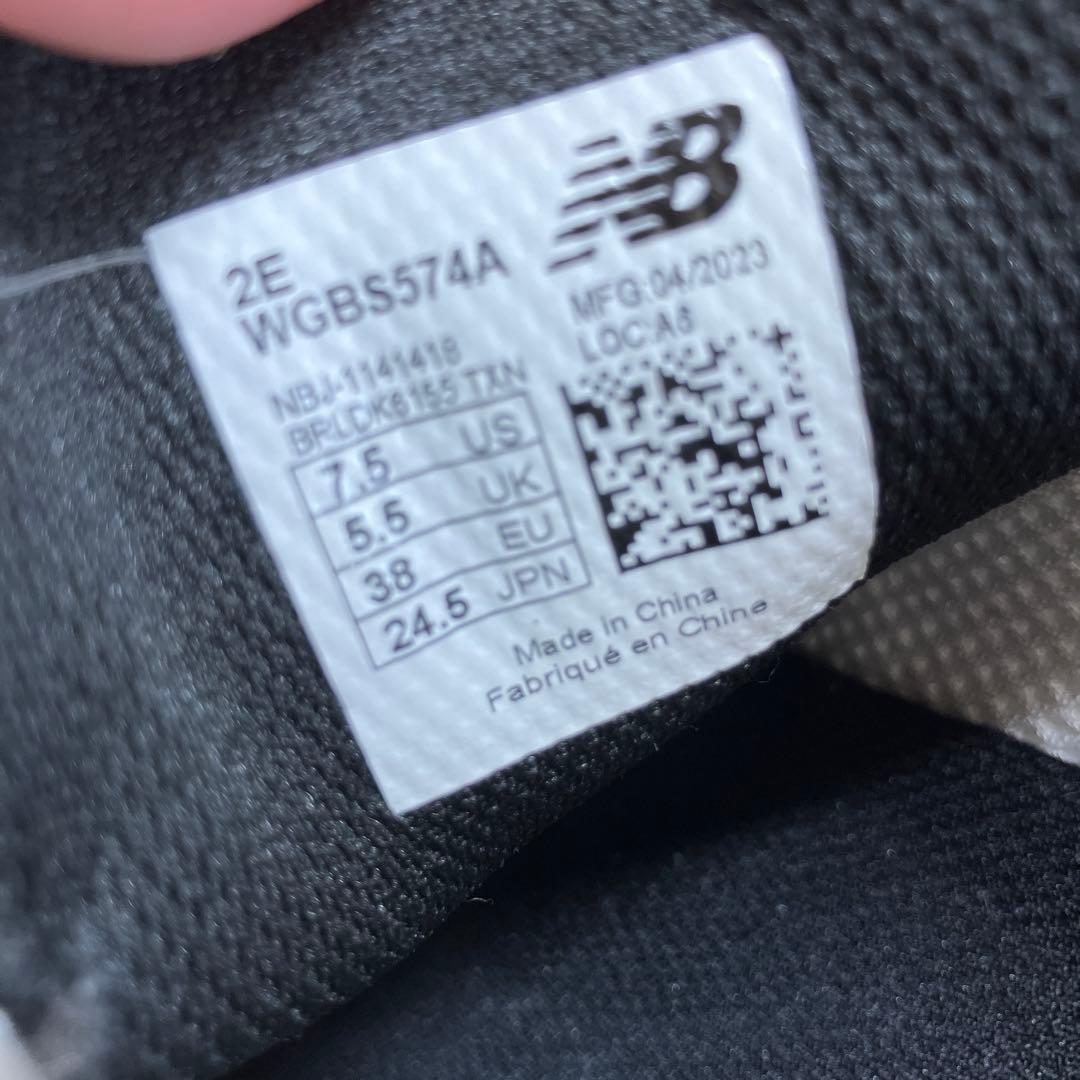 NB
2E
WGBS574A
MFG:04/2023
LOC:A6
NBJ-1141418
BRLDK6155 TXN
7.5 US
5.5 UK
38 EU
24.5 JPN
Made in China
Fabriqué en Chine